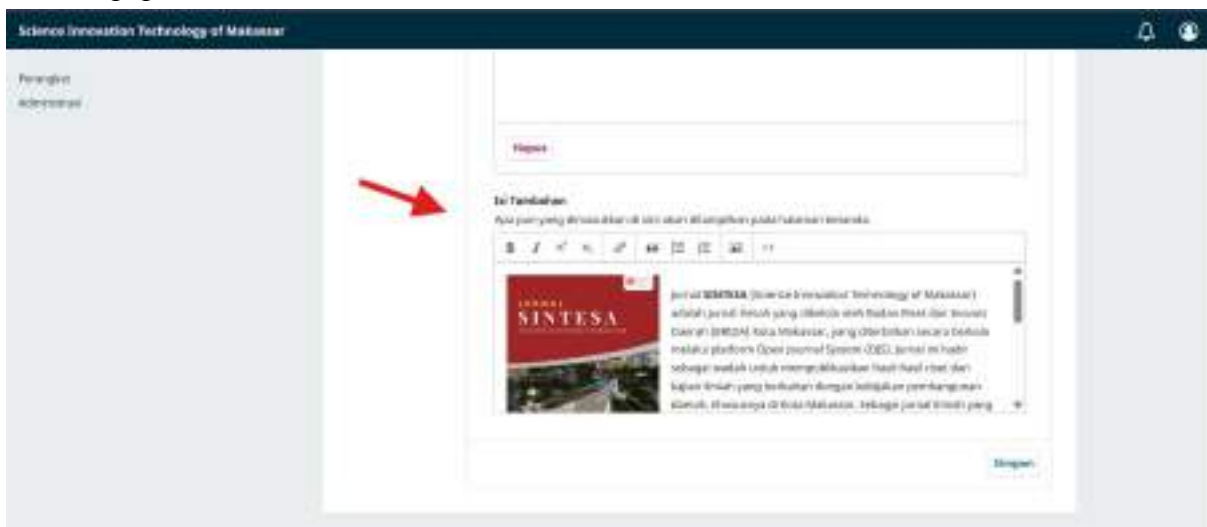 Science Innovation Technology of Makassar
Perangkat
Administrasi
Hapus
Isi Tambahan
Apa pun yang dimasukkan di sini akan ditampilkan pada halaman beranda.
JURNAL
SINTESA
Jurnal SINTESA (Science Innovation Technology of Makassar)
adalah jurnal ilmiah yang dikelola oleh Badan Riset dan Inovasi
Daerah (BRIDA) Kota Makassar, yang diterbitkan secara berkala
melalui platform Open Journal System (OJS). Jurnal ini hadir
sebagai wadah untuk mempublikasikan hasil-hasil riset dan
kajian ilmiah yang berkaitan dengan kebijakan pembangunan
daerah, khususnya di Kota Makassar. Sebagai jurnal ilmiah yang
Simpan